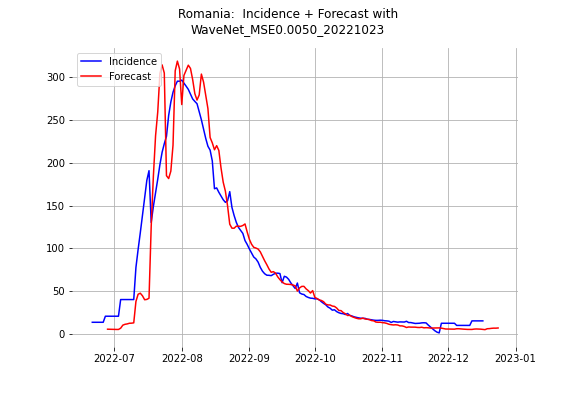 Romania:  Incidence + Forecast with
WaveNet_MSE0.0050_20221023
Incidence
Forecast
300
250
200
150
100
50
0
2022-07 2022-08 2022-09 2022-10 2022-11 2022-12 2023-01